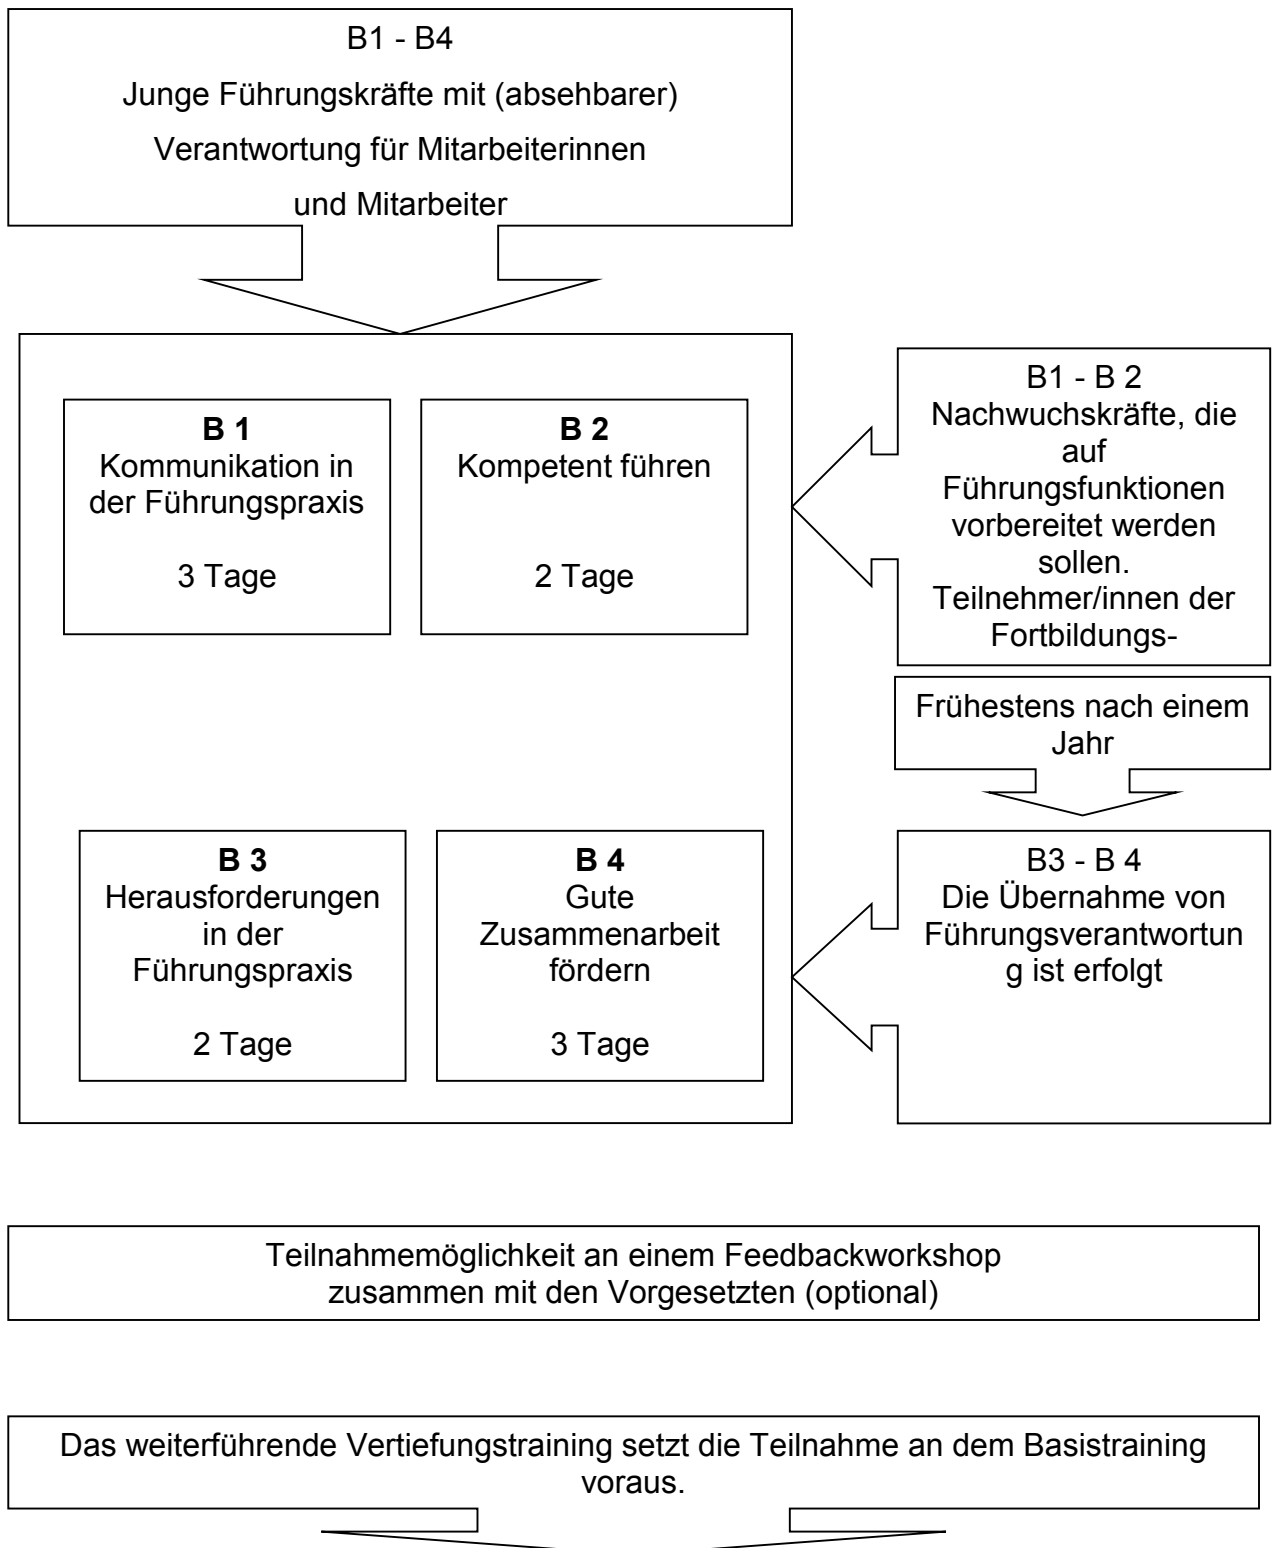 B1 - B4
Junge Führungskräfte mit (absehbarer)
Verantwortung für Mitarbeiterinnen
und Mitarbeiter
B 1
Kommunikation in
der Führungspraxis
3 Tage
B 2
Kompetent führen
2 Tage
B1 - B 2
Nachwuchskräfte, die
auf
Führungsfunktionen
vorbereitet werden
sollen.
Teilnehmer/innen der
Fortbildungs-
Frühestens nach einem
Jahr
B 3
Herausforderungen
in der
Führungspraxis
2 Tage
B 4
Gute
Zusammenarbeit
fördern
3 Tage
B3 - B 4
Die Übernahme von
Führungsverantwortun
g ist erfolgt
Teilnahmemöglichkeit an einem Feedbackworkshop
zusammen mit den Vorgesetzten (optional)
Das weiterführende Vertiefungstraining setzt die Teilnahme an dem Basistraining
voraus.